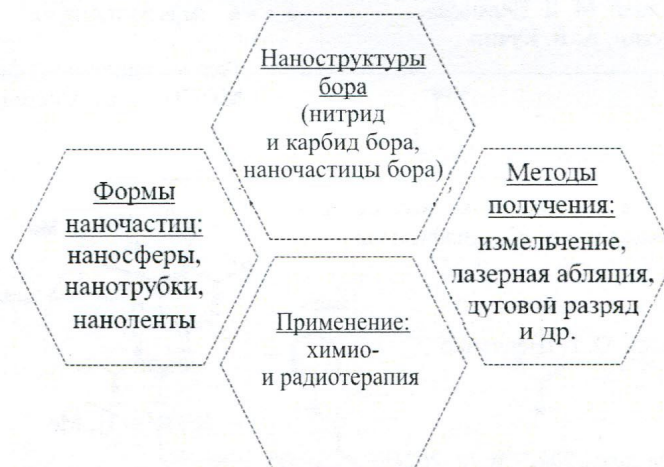 Наноструктуры
бора
(нитрид
и карбид бора,
наночастицы бора)
Формы
наночастиц:
наносферы,
нанотрубки,
наноленты
Методы
получения:
измельчение,
лазерная абляция,
дуговой разряд
и др.
Применение:
химио-
и радиотерапия